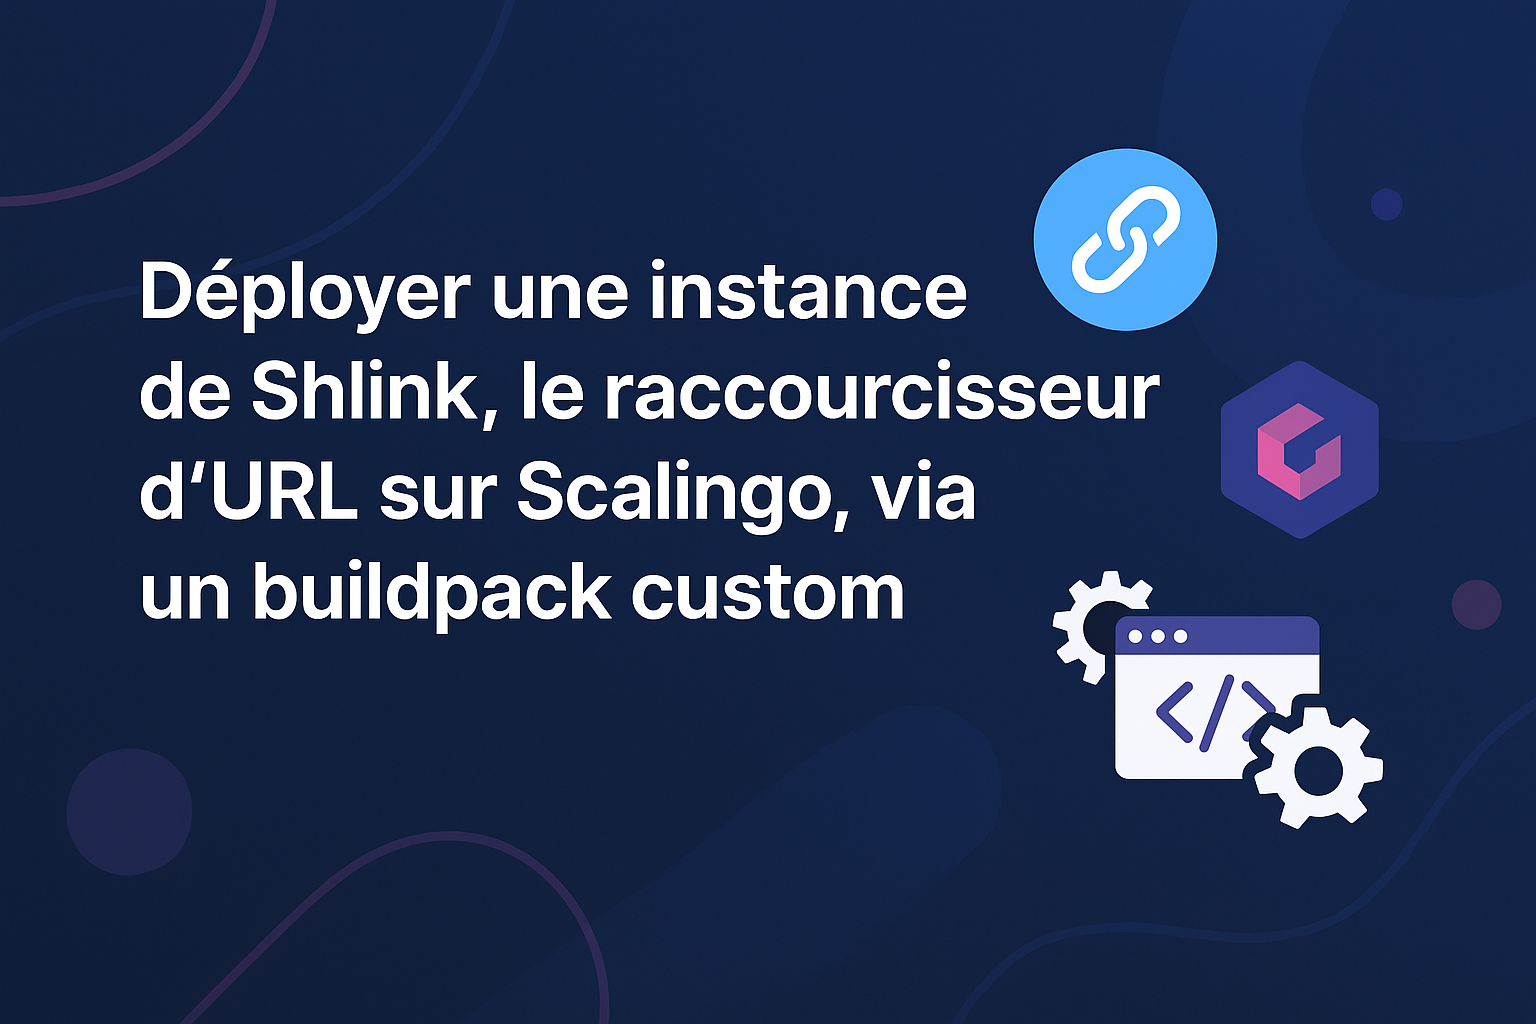 Déployer une instance
de Shlink, le raccourcisseur
d‘URL sur Scalingo, via
un buildpack custom
</>